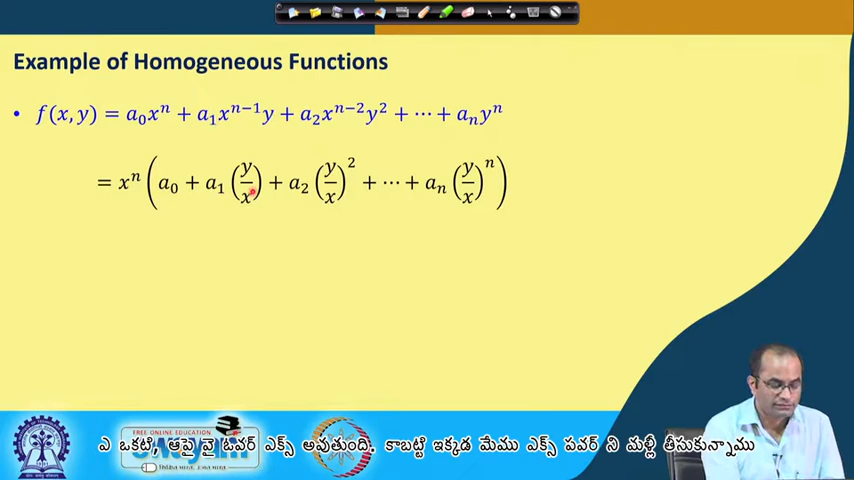 Example of Homogeneous Functions
• f(x, y) = a₀xⁿ + a₁xⁿ⁻¹y + a₂xⁿ⁻²y² + ⋯ + aₙyⁿ
= xⁿ (a₀ + a₁ (y/x) + a₂ (y/x)² + ⋯ + aₙ (y/x)ⁿ)
FREE ONLINE EDUCATION
ఎ ఒకటి, ఆపై వై ఓవర్ ఎక్స్ అవుతుంది. కాబట్టి ఇక్కడ మేము ఎక్స్ పవర్ ని మళ్లీ తీసుకున్నాము